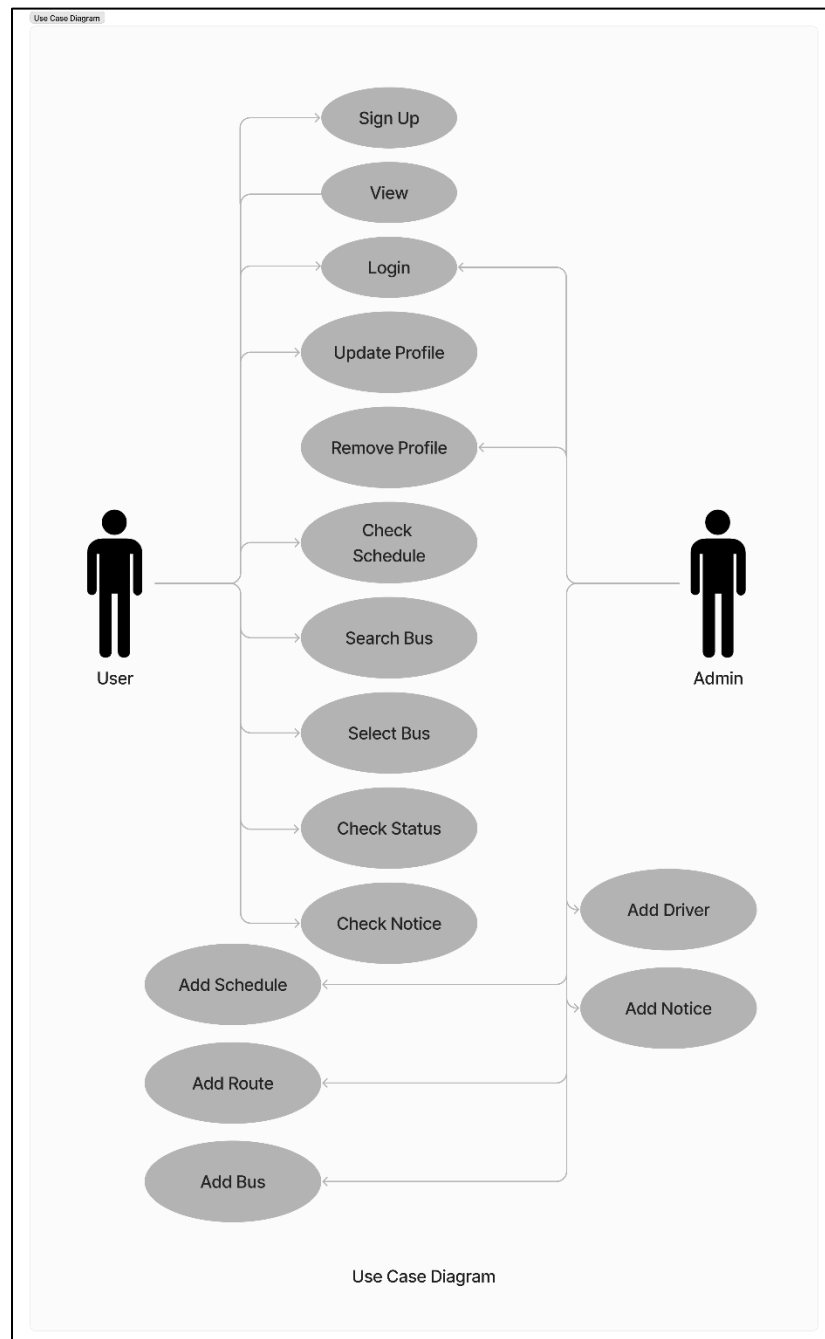 Use Case Diagram
Sign Up
View
Login
Update Profile
Remove Profile
Check
Schedule
Search Bus
User
Admin
Select Bus
Check Status
Check Notice
Add Driver
Add Schedule
Add Notice
Add Route
Add Bus
Use Case Diagram